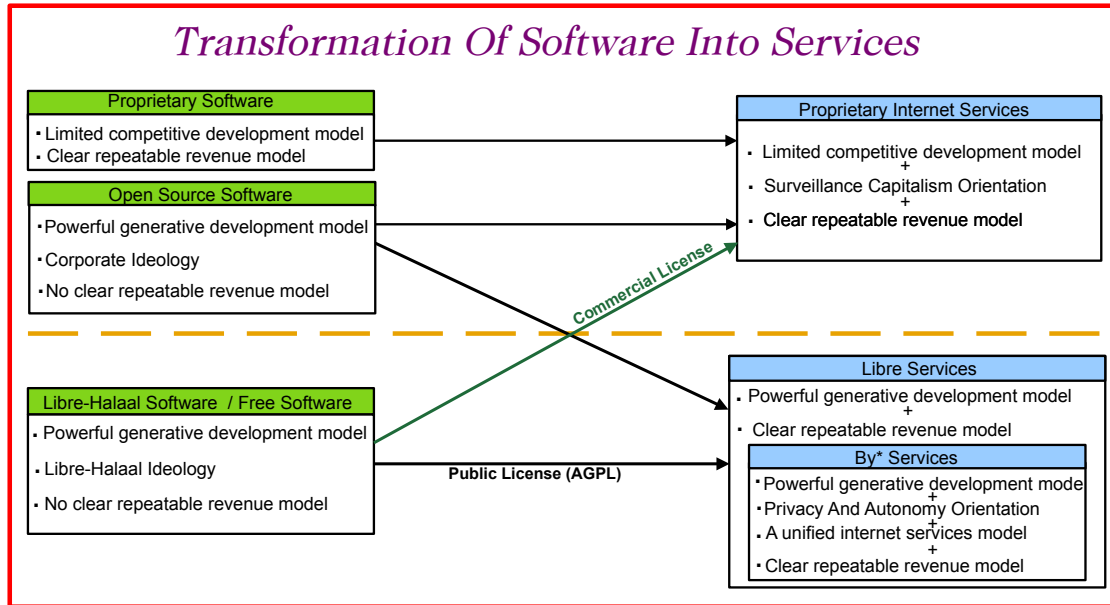 Transformation Of Software Into Services
Proprietary Software
▪ Limited competitive development model
▪ Clear repeatable revenue model
Open Source Software
▪ Powerful generative development model
▪ Corporate Ideology
▪ No clear repeatable revenue model
Libre-Halaal Software / Free Software
▪ Powerful generative development model
▪ Libre-Halaal Ideology
▪ No clear repeatable revenue model
Commercial License
Public License (AGPL)
Proprietary Internet Services
▪ Limited competitive development model
+
▪ Surveillance Capitalism Orientation
+
▪ Clear repeatable revenue model
Libre Services
▪ Powerful generative development model
+
▪ Clear repeatable revenue model
By* Services
▪ Powerful generative development mode
+
▪ Privacy And Autonomy Orientation
+
▪ A unified internet services model
+
▪ Clear repeatable revenue model